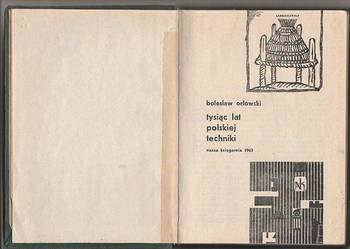 bolesław orłowski
tysiąc lat
polskiej
techniki
nasza księgarnia 1963